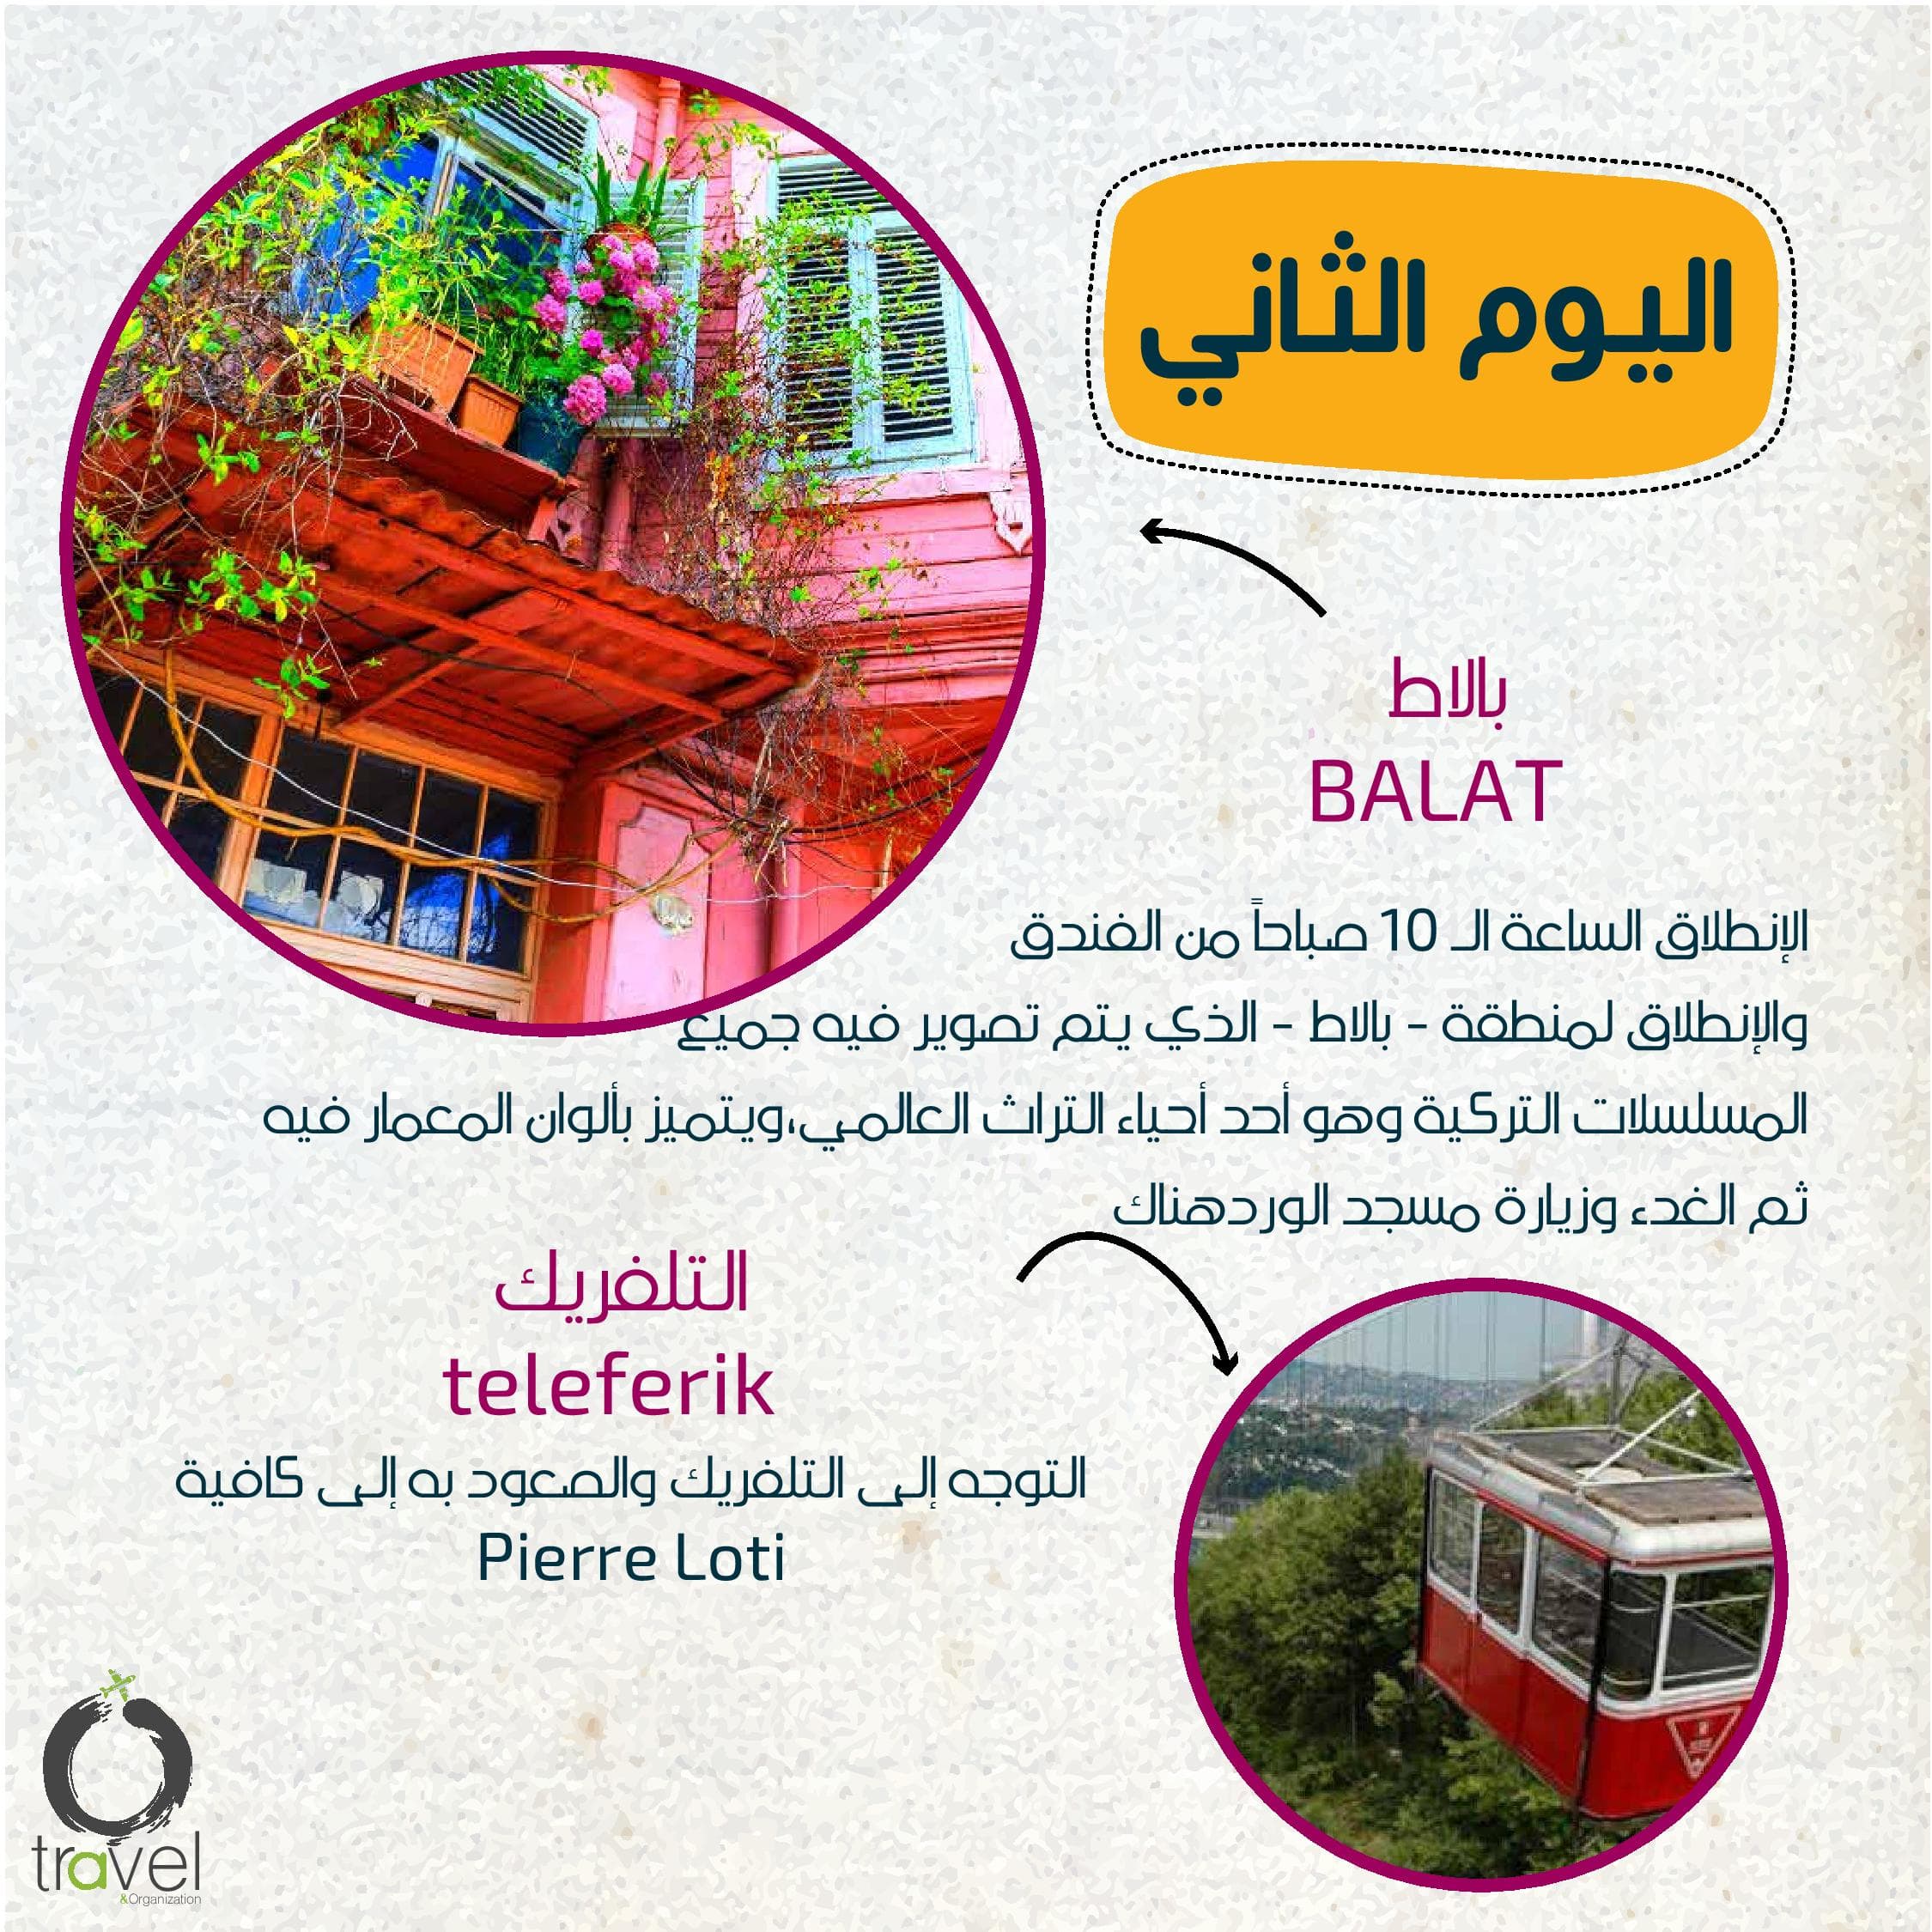 اليوم الثاني
بالاط
BALAT
الإنطلاق الساعة الـ 10 صباحاً من الفندق
والإنطلاق لمنطقة - بالاط - الذي يتم تصوير فيه جميع
المسلسلات التركية وهو أحد أحياء التراث العالمي،ويتميز بألوان المعمار فيه
ثم الغدء وزيارة مسجد الوردهناك
التلفريك
teleferik
التوجه إلى التلفريك والصعود به إلى كافية
Pierre Loti
travel
&Organization